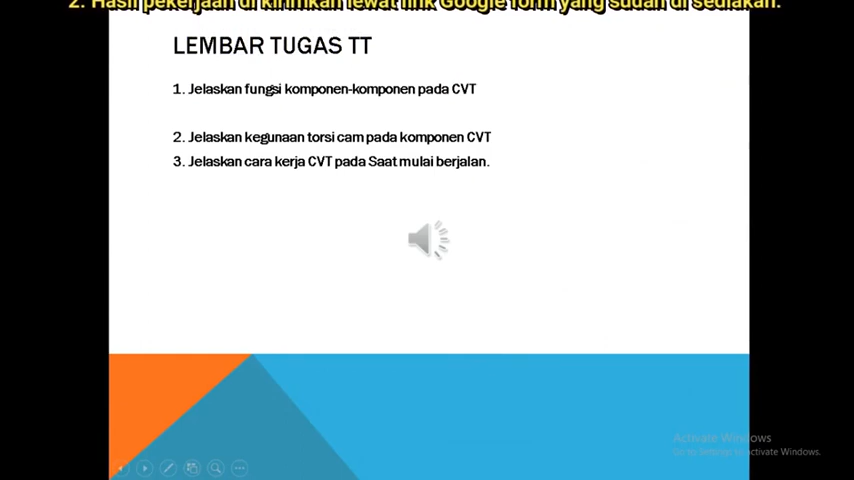 2. Hasil pekerjaan di kirimkan lewat link Google form yang sudah di sediakan.
LEMBAR TUGAS TT
1. Jelaskan fungsi komponen-komponen pada CVT
2. Jelaskan kegunaan torsi cam pada komponen CVT
3. Jelaskan cara kerja CVT pada Saat mulai berjalan.
Activate Windows
Go to Settings to activate Windows.